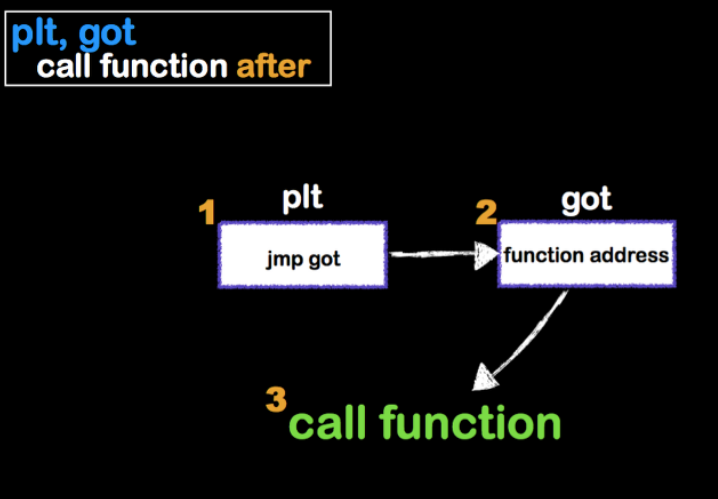 plt, got
call function after
plt
got
1
2
jmp got
function address
3
call function